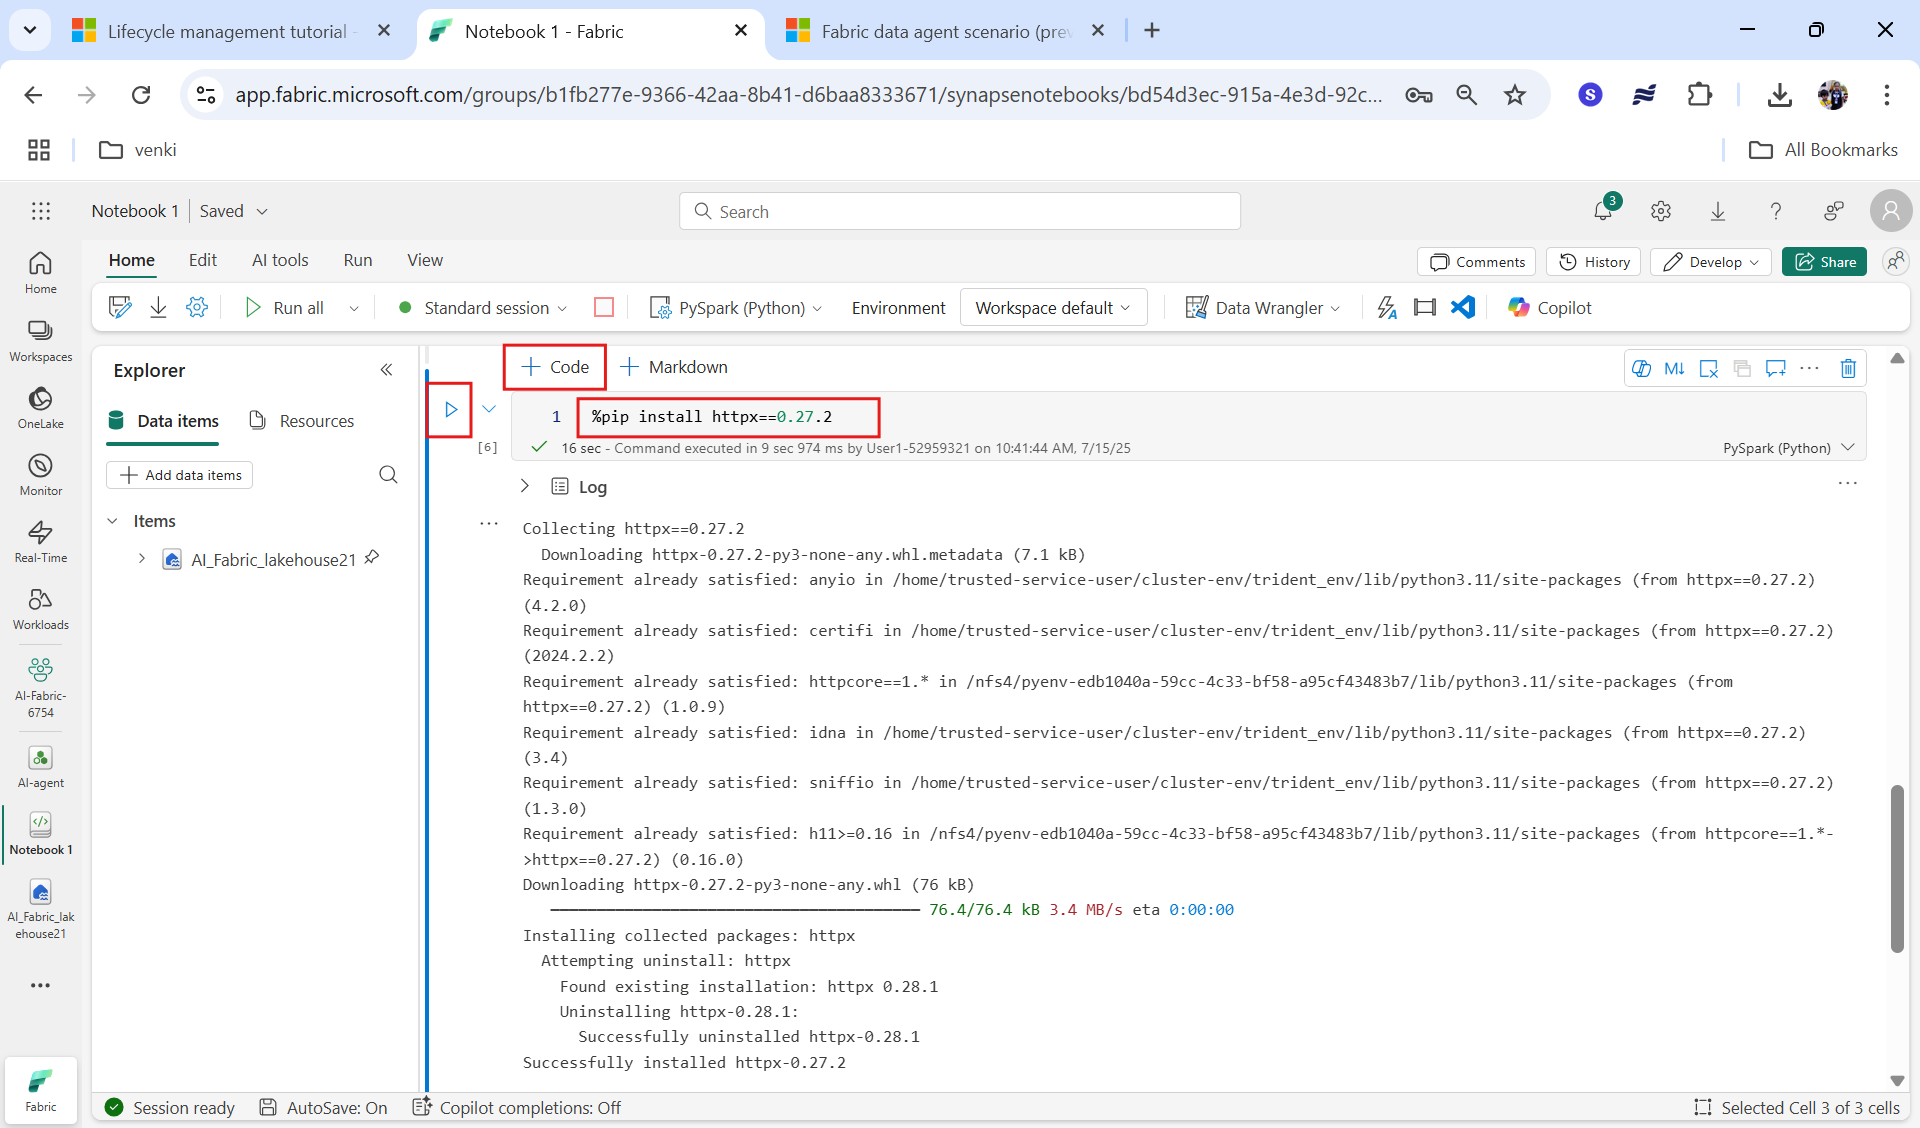 Lifecycle management tutorial -
Notebook 1 - Fabric
Fabric data agent scenario (prev
app.fabric.microsoft.com/groups/b1fb277e-9366-42aa-8b41-d6baa8333671/synapsenotebooks/bd54d3ec-915a-4e3d-92c...
S
venki
All Bookmarks
Notebook 1
Saved
Search
3
Home
Edit
AI tools
Run
View
Comments
History
Develop
Share
Run all
Standard session
PySpark (Python)
Environment
Workspace default
Data Wrangler
Copilot
Home
Workspaces
OneLake
Monitor
Real-Time
Workloads
AI-Fabric-
6754
AI-agent
Notebook 1
AI_Fabric_lak
ehouse21
Fabric
Explorer
Data items
Resources
Add data items
Items
AI_Fabric_lakehouse21
Code
Markdown
M↓
1 %pip install httpx==0.27.2
[6]
16 sec - Command executed in 9 sec 974 ms by User1-52959321 on 10:41:44 AM, 7/15/25
PySpark (Python)
Log
Collecting httpx==0.27.2
Downloading httpx-0.27.2-py3-none-any.whl.metadata (7.1 kB)
Requirement already satisfied: anyio in /home/trusted-service-user/cluster-env/trident_env/lib/python3.11/site-packages (from httpx==0.27.2)
(4.2.0)
Requirement already satisfied: certifi in /home/trusted-service-user/cluster-env/trident_env/lib/python3.11/site-packages (from httpx==0.27.2)
(2024.2.2)
Requirement already satisfied: httpcore==1.* in /nfs4/pyenv-edb1040a-59cc-4c33-bf58-a95cf43483b7/lib/python3.11/site-packages (from
httpx==0.27.2) (1.0.9)
Requirement already satisfied: idna in /home/trusted-service-user/cluster-env/trident_env/lib/python3.11/site-packages (from httpx==0.27.2)
(3.4)
Requirement already satisfied: sniffio in /home/trusted-service-user/cluster-env/trident_env/lib/python3.11/site-packages (from httpx==0.27.2)
(1.3.0)
Requirement already satisfied: h11>=0.16 in /nfs4/pyenv-edb1040a-59cc-4c33-bf58-a95cf43483b7/lib/python3.11/site-packages (from httpcore==1.*-
>httpx==0.27.2) (0.16.0)
Downloading httpx-0.27.2-py3-none-any.whl (76 kB)
76.4/76.4 kB 3.4 MB/s eta 0:00:00
Installing collected packages: httpx
Attempting uninstall: httpx
Found existing installation: httpx 0.28.1
Uninstalling httpx-0.28.1:
Successfully uninstalled httpx-0.28.1
Successfully installed httpx-0.27.2
Session ready
AutoSave: On
Copilot completions: Off
Selected Cell 3 of 3 cells